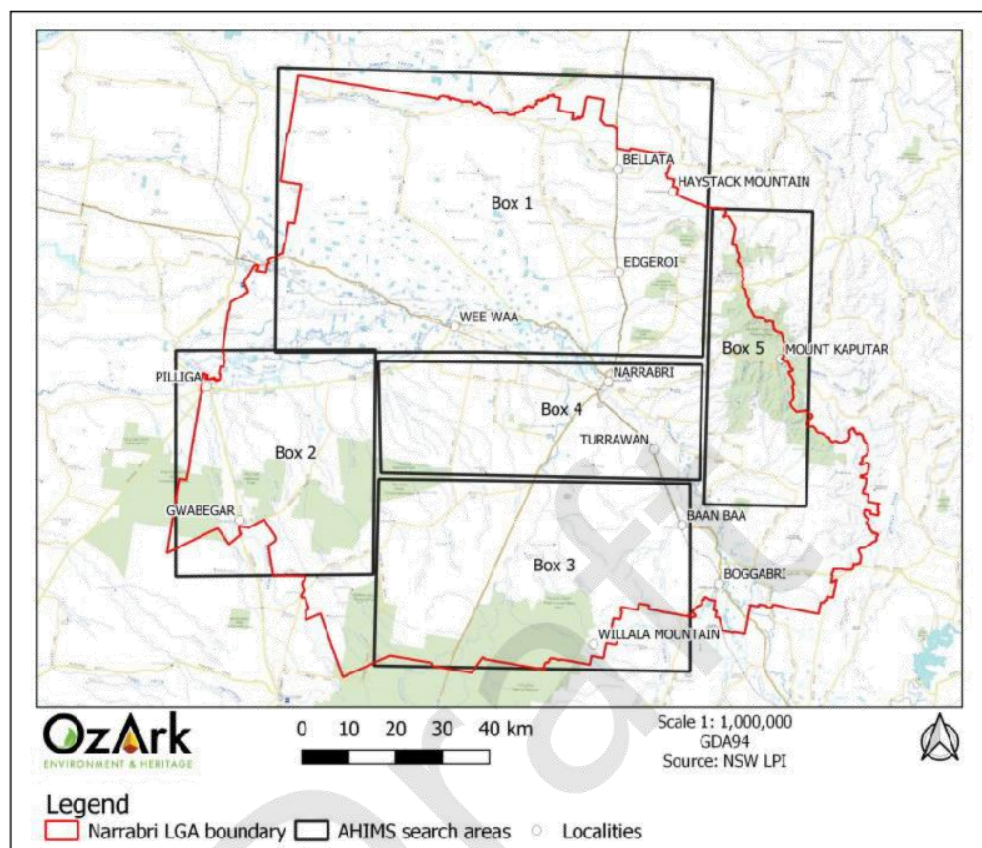 BELLATA
HAYSTACK MOUNTAIN
Box 1
EDGEROI
WEE WAA
Box 5
MOUNT KAPUTAR
PILLIGA
NARRABRI
Box 4
TURRAWAN
Box 2
GWABEGAR
BAAN BAA
Box 3
BOGGABRI
WILLALA MOUNTAIN
Draft
OzArk
ENVIRONMENT & HERITAGE
0 10 20 30 40 km
Scale 1: 1,000,000
GDA94
Source: NSW LPI
Legend
Narrabri LGA boundary AHIMS search areas Localities